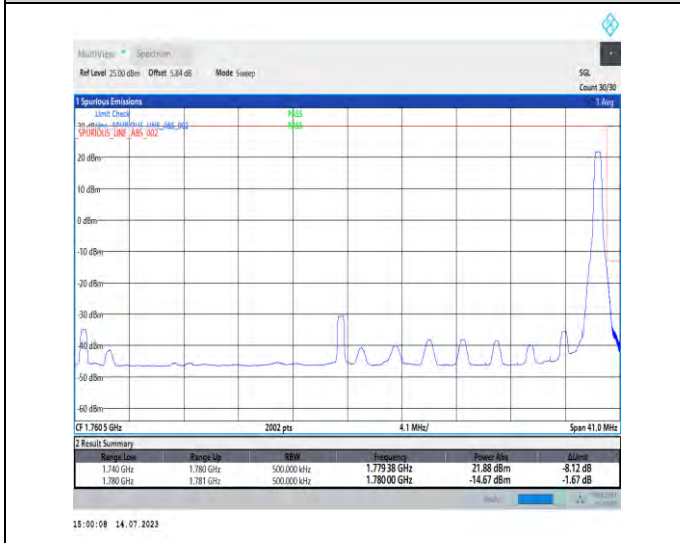 MultiView Spectrum
Ref Level 25.00 dBm Offset 5.84 dB Mode Sweep SGL
Count 30/30
1 Spurious Emissions 1 Avg
Limit Check PASS
30 dBm Line _SPURIOUS_LINE_ABS_002 PASS
SPURIOUS_LINE_ABS_002
20 dBm
10 dBm
0 dBm
-10 dBm
-20 dBm
-30 dBm
-40 dBm
-50 dBm
-60 dBm
CF 1.7605 GHz 2002 pts 4.1 MHz/ Span 41.0 MHz
2 Result Summary
Range Low Range Up RBW Frequency Power Abs ΔLimit
1.740 GHz 1.780 GHz 500.000 kHz 1.77938 GHz 21.88 dBm -8.12 dB
1.780 GHz 1.781 GHz 500.000 kHz 1.78000 GHz -14.67 dBm -1.67 dB
Ready
15:00:08 14.07.2023